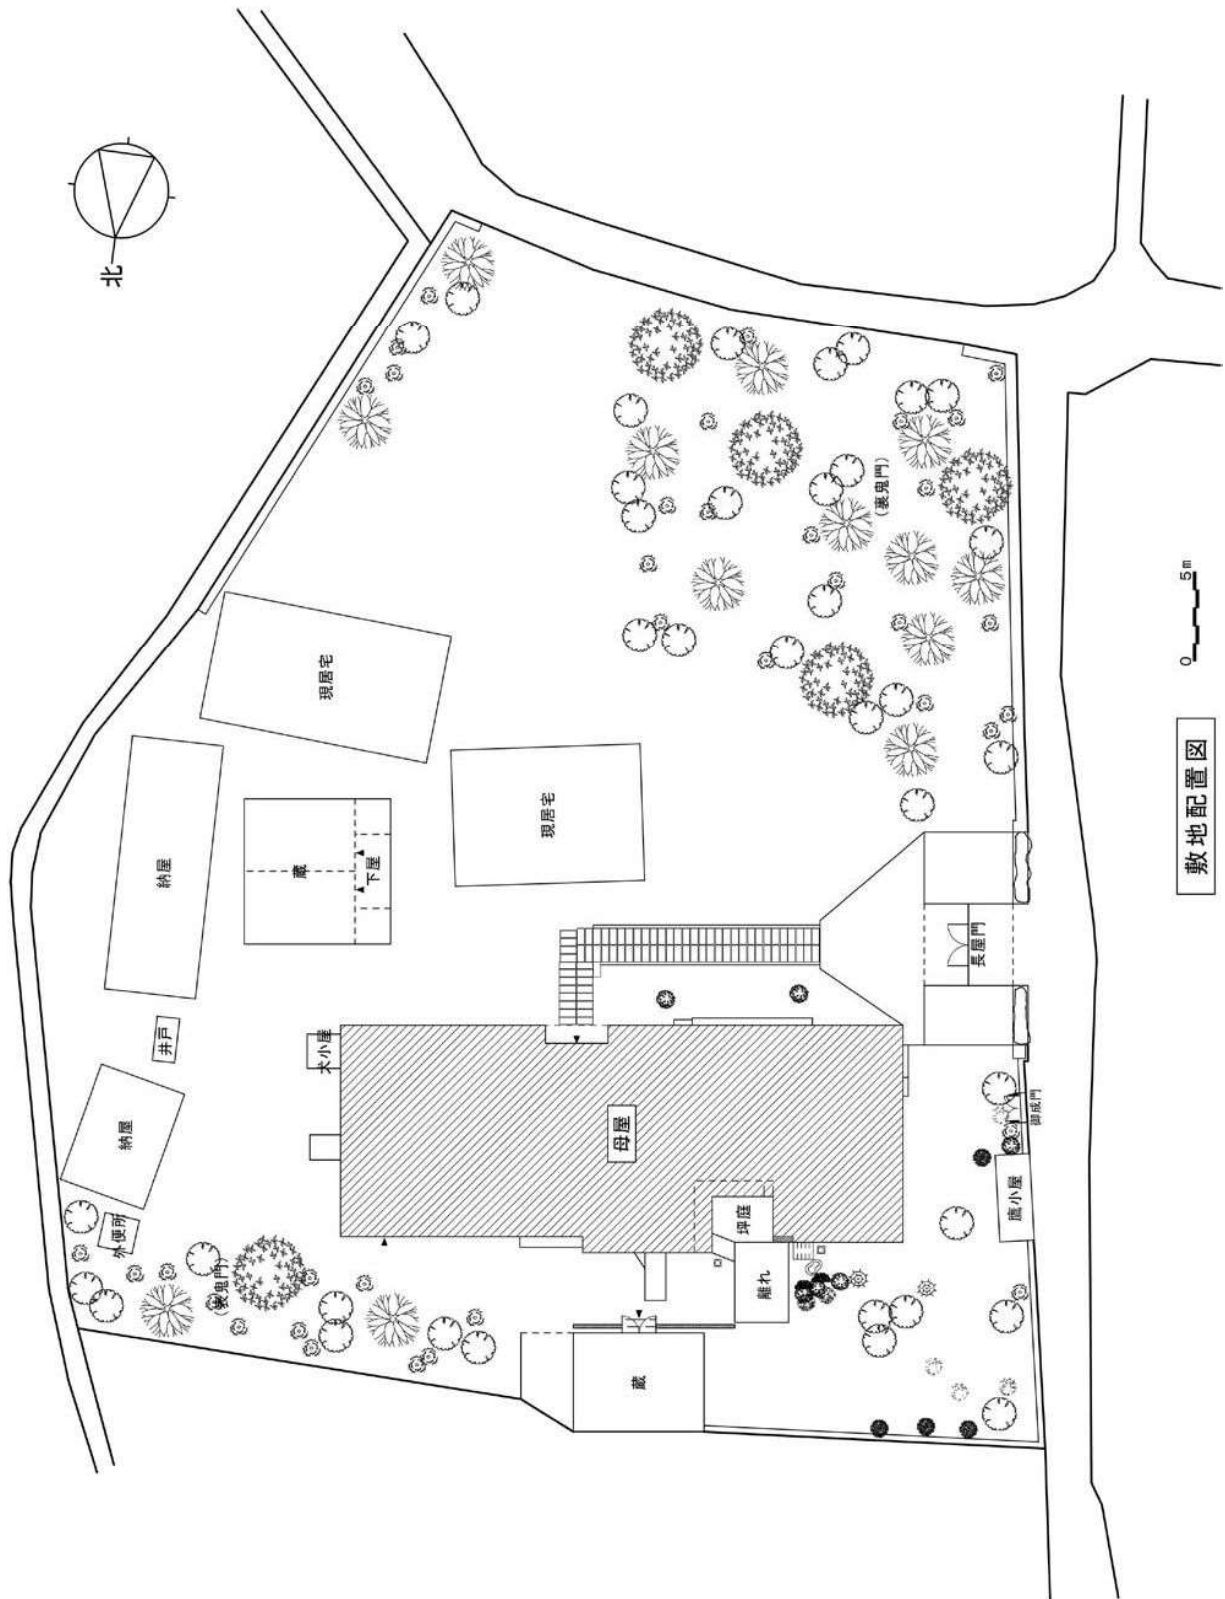 北
外便所
納屋
井戸
納屋
(表鬼門)
蔵
犬小屋
現居宅
下屋
現居宅
母屋
蔵
坪庭
離れ
(裏鬼門)
長屋門
鷹小屋
御成門
敷地配置図
0 5m